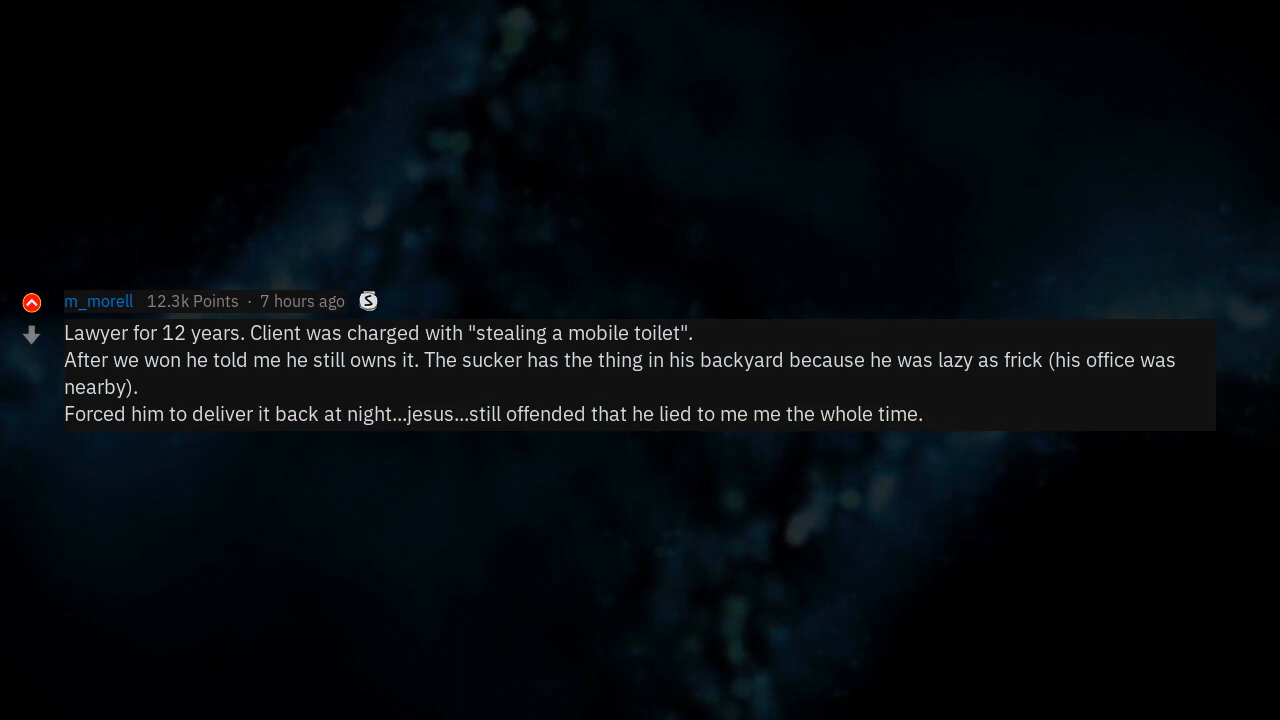 m_morell 12.3k Points · 7 hours ago S
Lawyer for 12 years. Client was charged with "stealing a mobile toilet".
After we won he told me he still owns it. The sucker has the thing in his backyard because he was lazy as frick (his office was
nearby).
Forced him to deliver it back at night...jesus...still offended that he lied to me me the whole time.